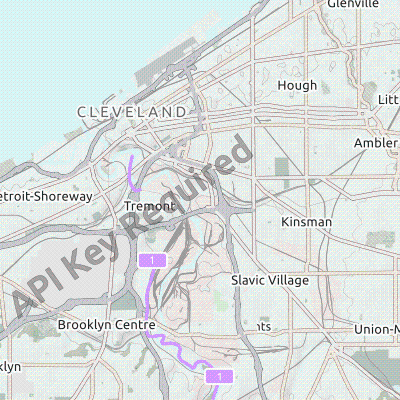 Glenville
Hough
Litt
CLEVELAND
Ambler
etroit-Shoreway
Tremont
Kinsman
API Key Required
1
Slavic Village
Brooklyn Centre
nts
Union-M
klyn
1